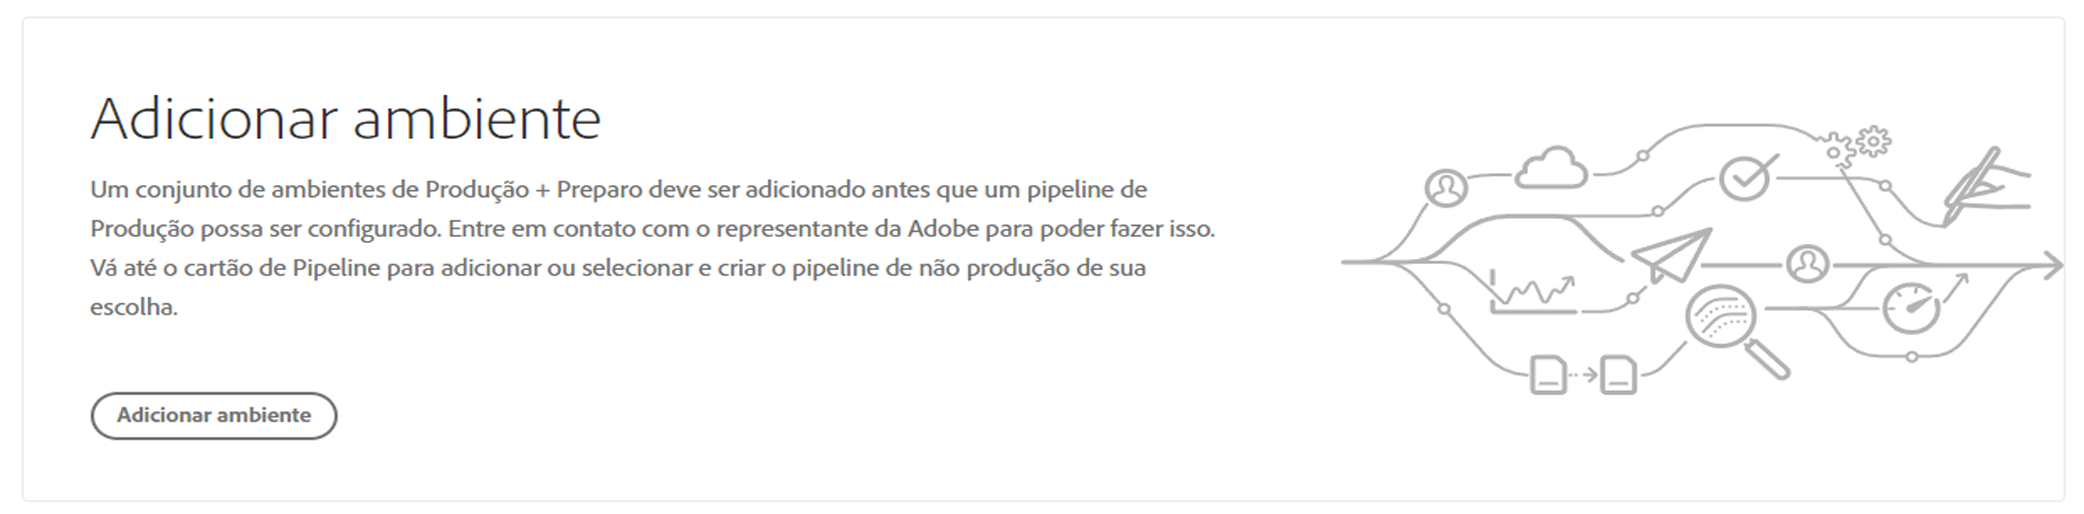 Adicionar ambiente
Um conjunto de ambientes de Produção + Preparo deve ser adicionado antes que um pipeline de
Produção possa ser configurado. Entre em contato com o representante da Adobe para poder fazer isso.
Vá até o cartão de Pipeline para adicionar ou selecionar e criar o pipeline de não produção de sua
escolha.
Adicionar ambiente